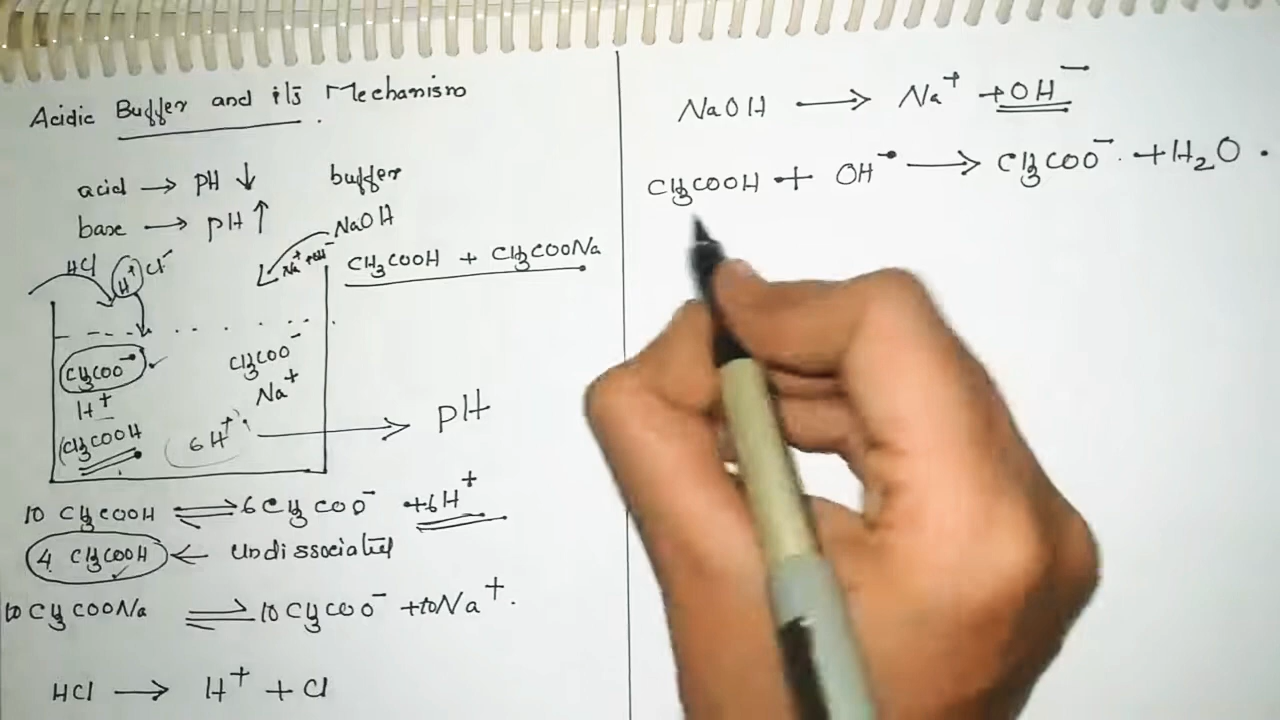 Acidic Buffer and its Mechanism
acid → pH ↓
base → pH ↑
buffer
NaOH
HCl
H⁺ Cl⁻
Na⁺ + OH⁻
CH₃COOH + CH₃COONa
CH₃COO⁻
H⁺
CH₃COOH
CH₃COO⁻
Na⁺
6H⁺ → pH
10 CH₃COOH ⇌ 6CH₃COO⁻ + 6H⁺
4 CH₃COOH ← Undissociated
10 CH₃COONa ⇌ 10 CH₃COO⁻ + 10Na⁺.
HCl → H⁺ + Cl
NaOH → Na⁺ + OH⁻
CH₃COOH + OH⁻ → CH₃COO⁻ + H₂O.